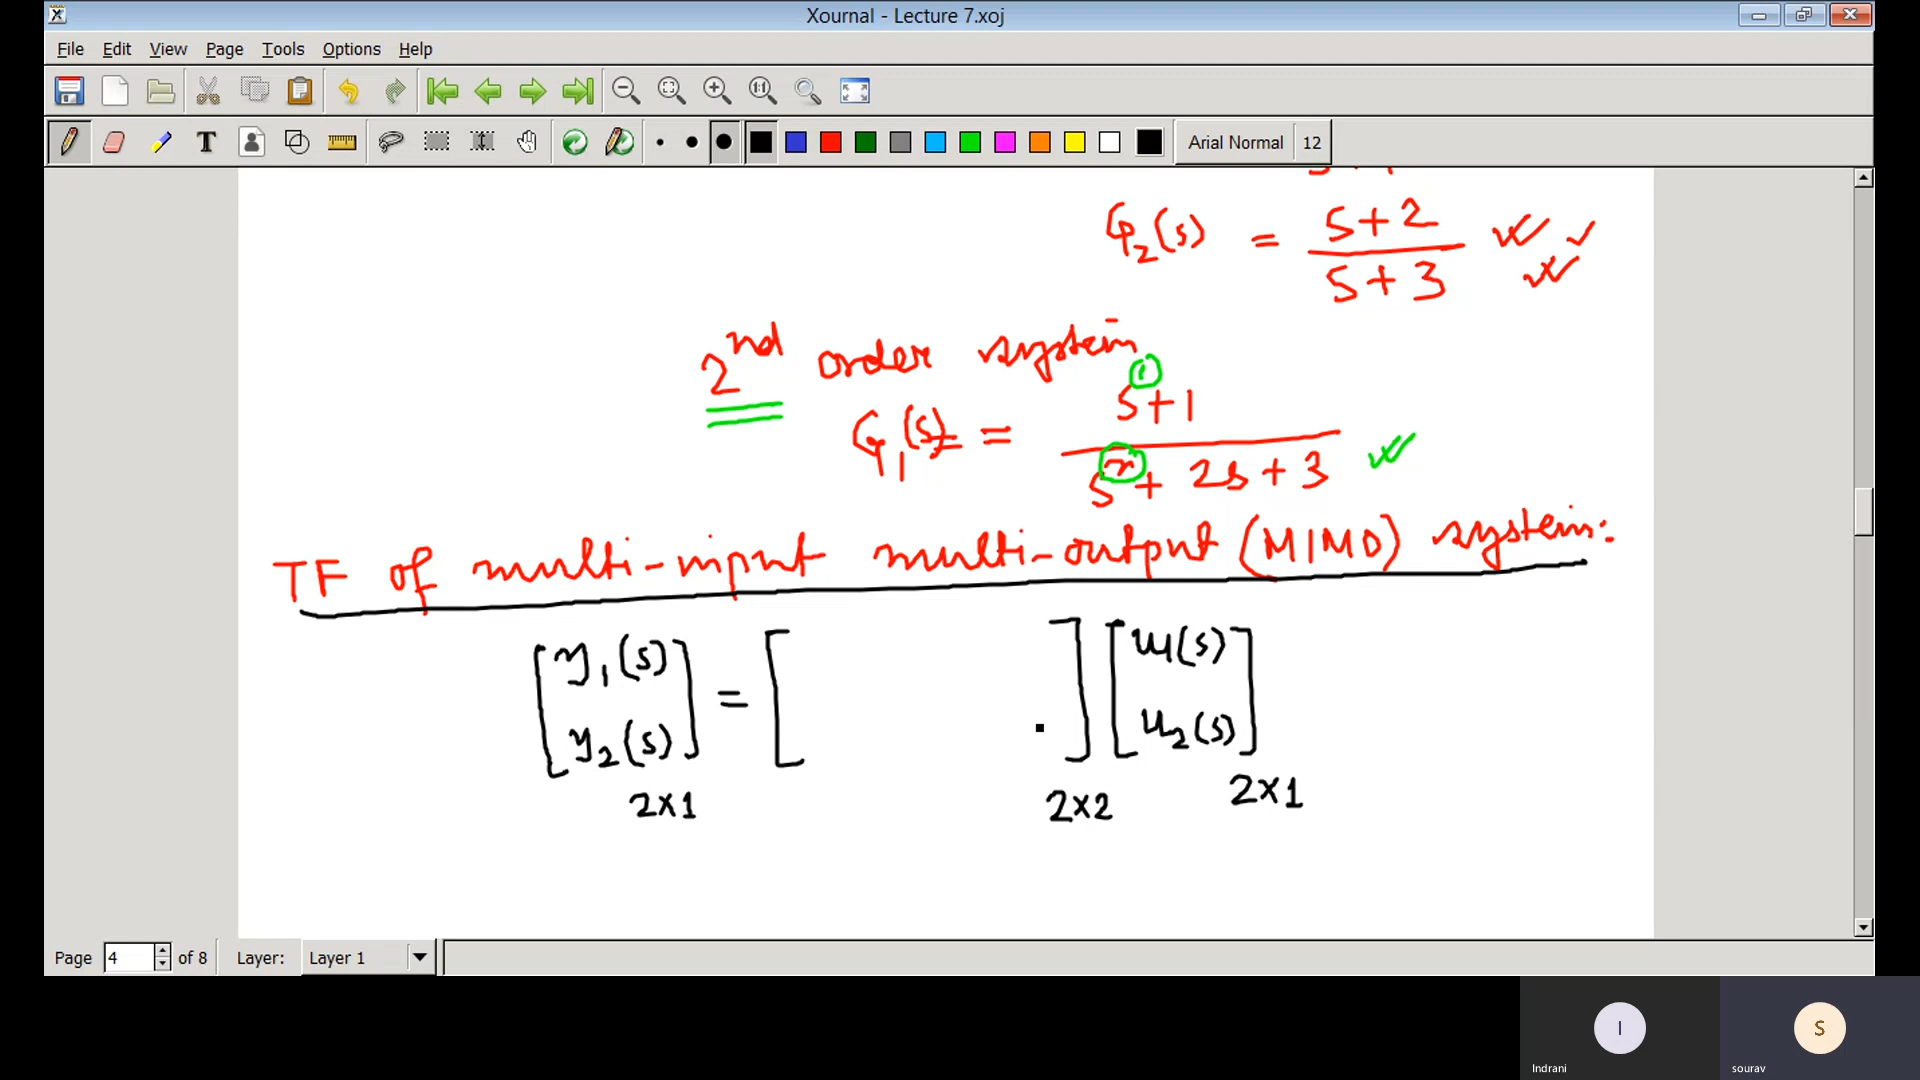 Xournal - Lecture 7.xoj
File Edit View Page Tools Options Help
Arial Normal 12
G2(s) = s+2 / s+3
2nd order system
G1(s) = s+1 / s2 + 2s + 3
TF of multi-input multi-output (MIMO) system:
[y1(s) y2(s)] 2x1 = [ ] 2x2 [u1(s) u2(s)] 2x1
Page 4 of 8 Layer: Layer 1
I S
Indrani sourav